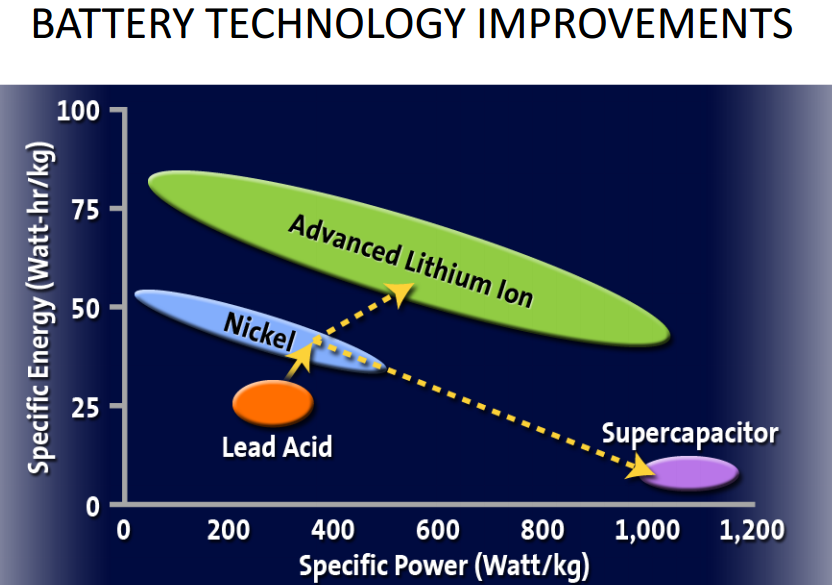 BATTERY TECHNOLOGY IMPROVEMENTS
Specific Energy (Watt-hr/kg)
100
75
50
25
0
Advanced Lithium Ion
Nickel
Lead Acid
Supercapacitor
0 200 400 600 800 1,000 1,200
Specific Power (Watt/kg)